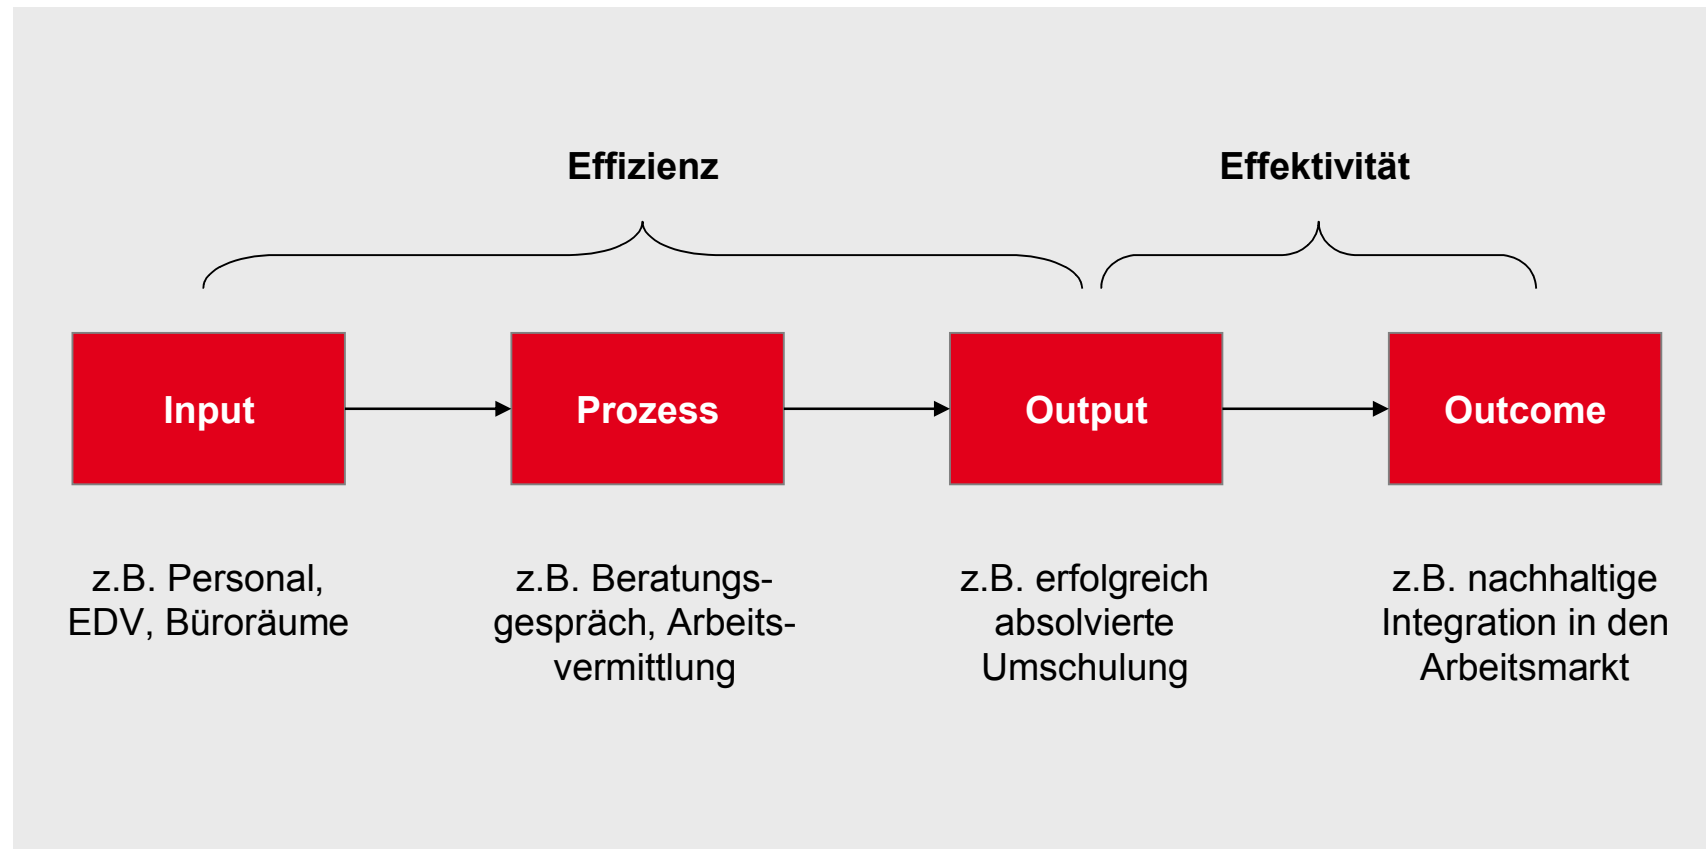 Effizienz
Effektivität
Input
Prozess
Output
Outcome
z.B. Personal,
EDV, Büroräume
z.B. Beratungs-
gespräch, Arbeits-
vermittlung
z.B. erfolgreich
absolvierte
Umschulung
z.B. nachhaltige
Integration in den
Arbeitsmarkt